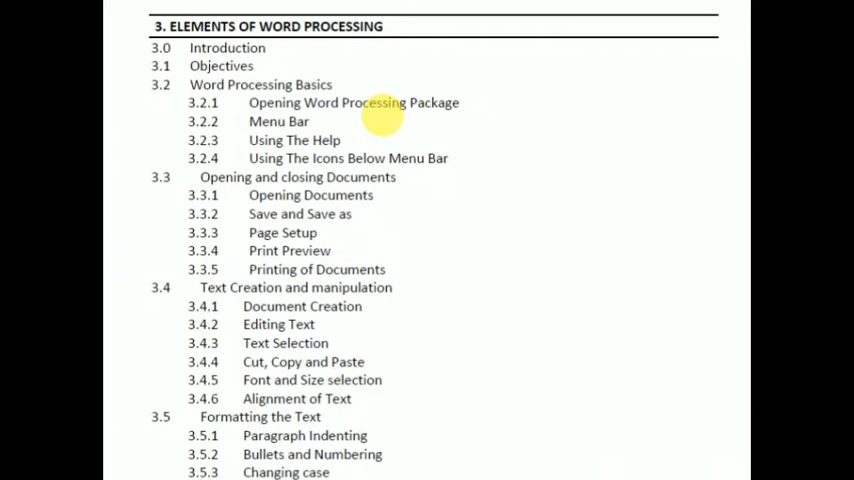 3. ELEMENTS OF WORD PROCESSING
3.0 Introduction
3.1 Objectives
3.2 Word Processing Basics
3.2.1 Opening Word Processing Package
3.2.2 Menu Bar
3.2.3 Using The Help
3.2.4 Using The Icons Below Menu Bar
3.3 Opening and closing Documents
3.3.1 Opening Documents
3.3.2 Save and Save as
3.3.3 Page Setup
3.3.4 Print Preview
3.3.5 Printing of Documents
3.4 Text Creation and manipulation
3.4.1 Document Creation
3.4.2 Editing Text
3.4.3 Text Selection
3.4.4 Cut, Copy and Paste
3.4.5 Font and Size selection
3.4.6 Alignment of Text
3.5 Formatting the Text
3.5.1 Paragraph Indenting
3.5.2 Bullets and Numbering
3.5.3 Changing case